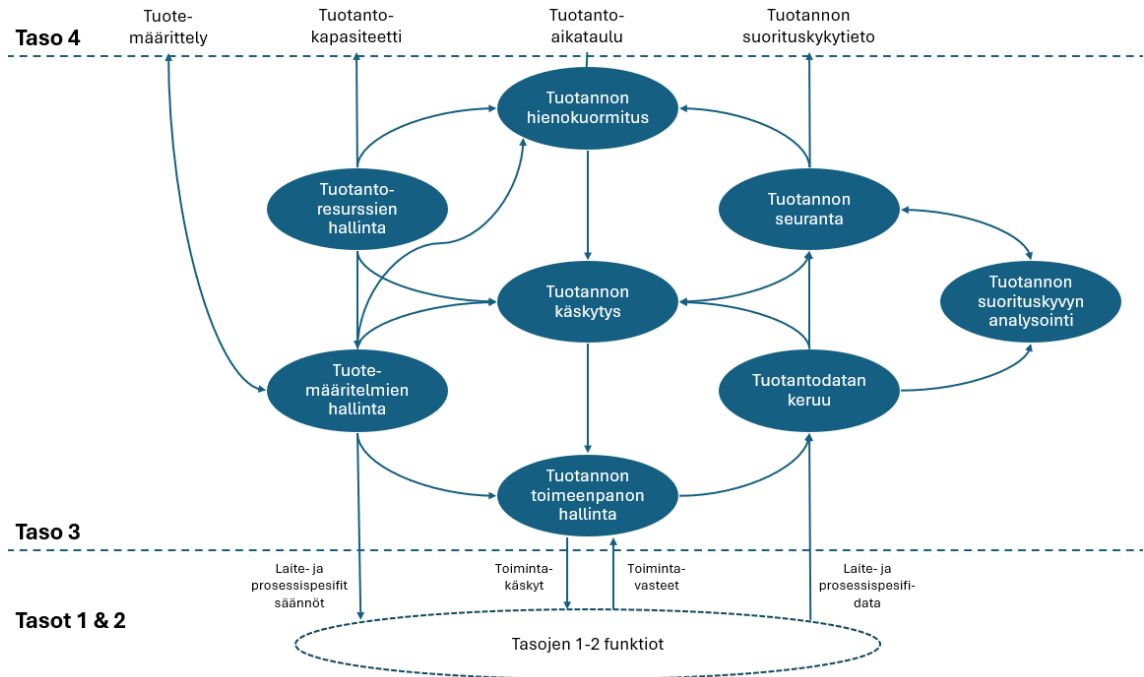 Tuote-
määrittely
Tuotanto-
kapasiteetti
Tuotanto-
aikataulu
Tuotannon
suorituskykytieto
Taso 4
Tuotannon
hienokuormitus
Tuotanto-
resurssien
hallinta
Tuotannon
seuranta
Tuotannon
käskytys
Tuotannon
suorituskyvyn
analysointi
Tuote-
määritelmien
hallinta
Tuotantodatan
keruu
Tuotannon
toimeenpanon
hallinta
Taso 3
Laite- ja
prosessispesifit
säännöt
Toiminta-
käskyt
Toiminta-
vasteet
Laite- ja
prosessispesifi-
data
Tasot 1 & 2
Tasojen 1-2 funktiot